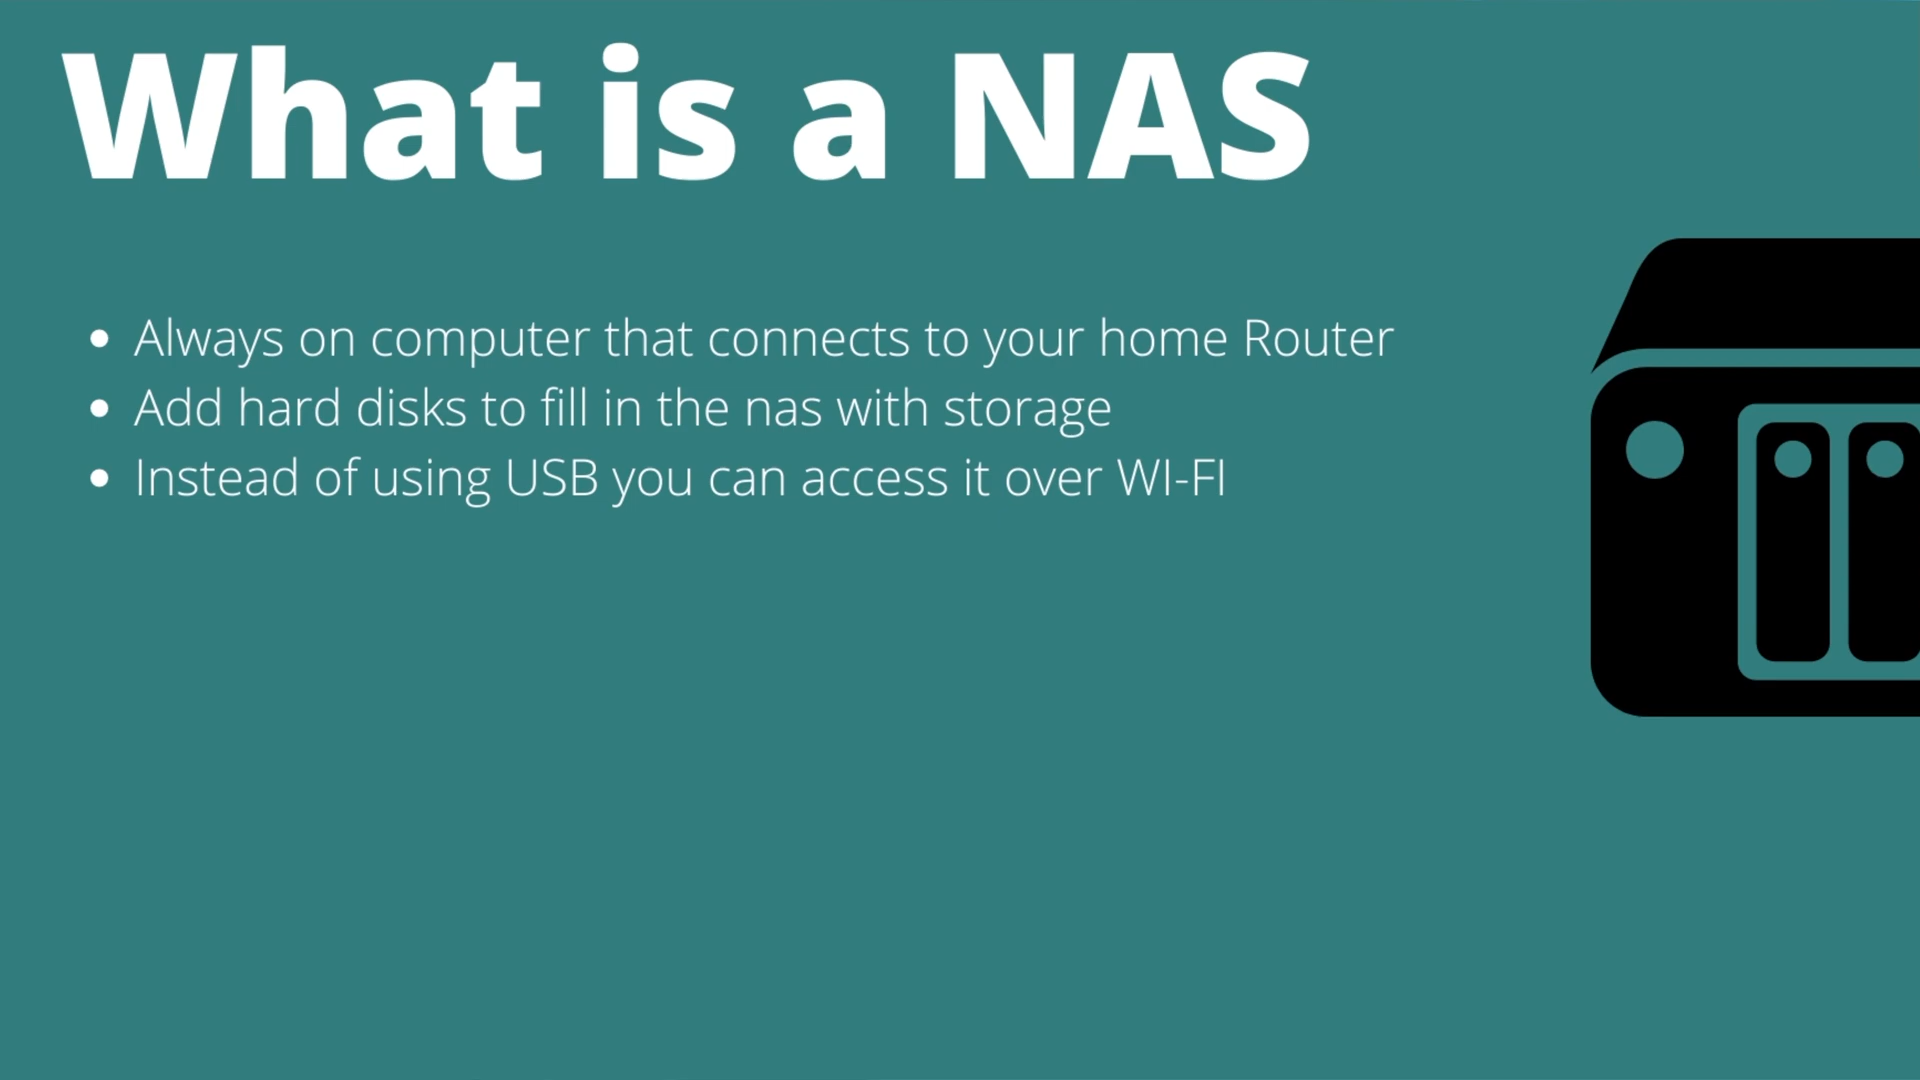 What is a NAS
Always on computer that connects to your home Router
Add hard disks to fill in the nas with storage
Instead of using USB you can access it over WI-FI